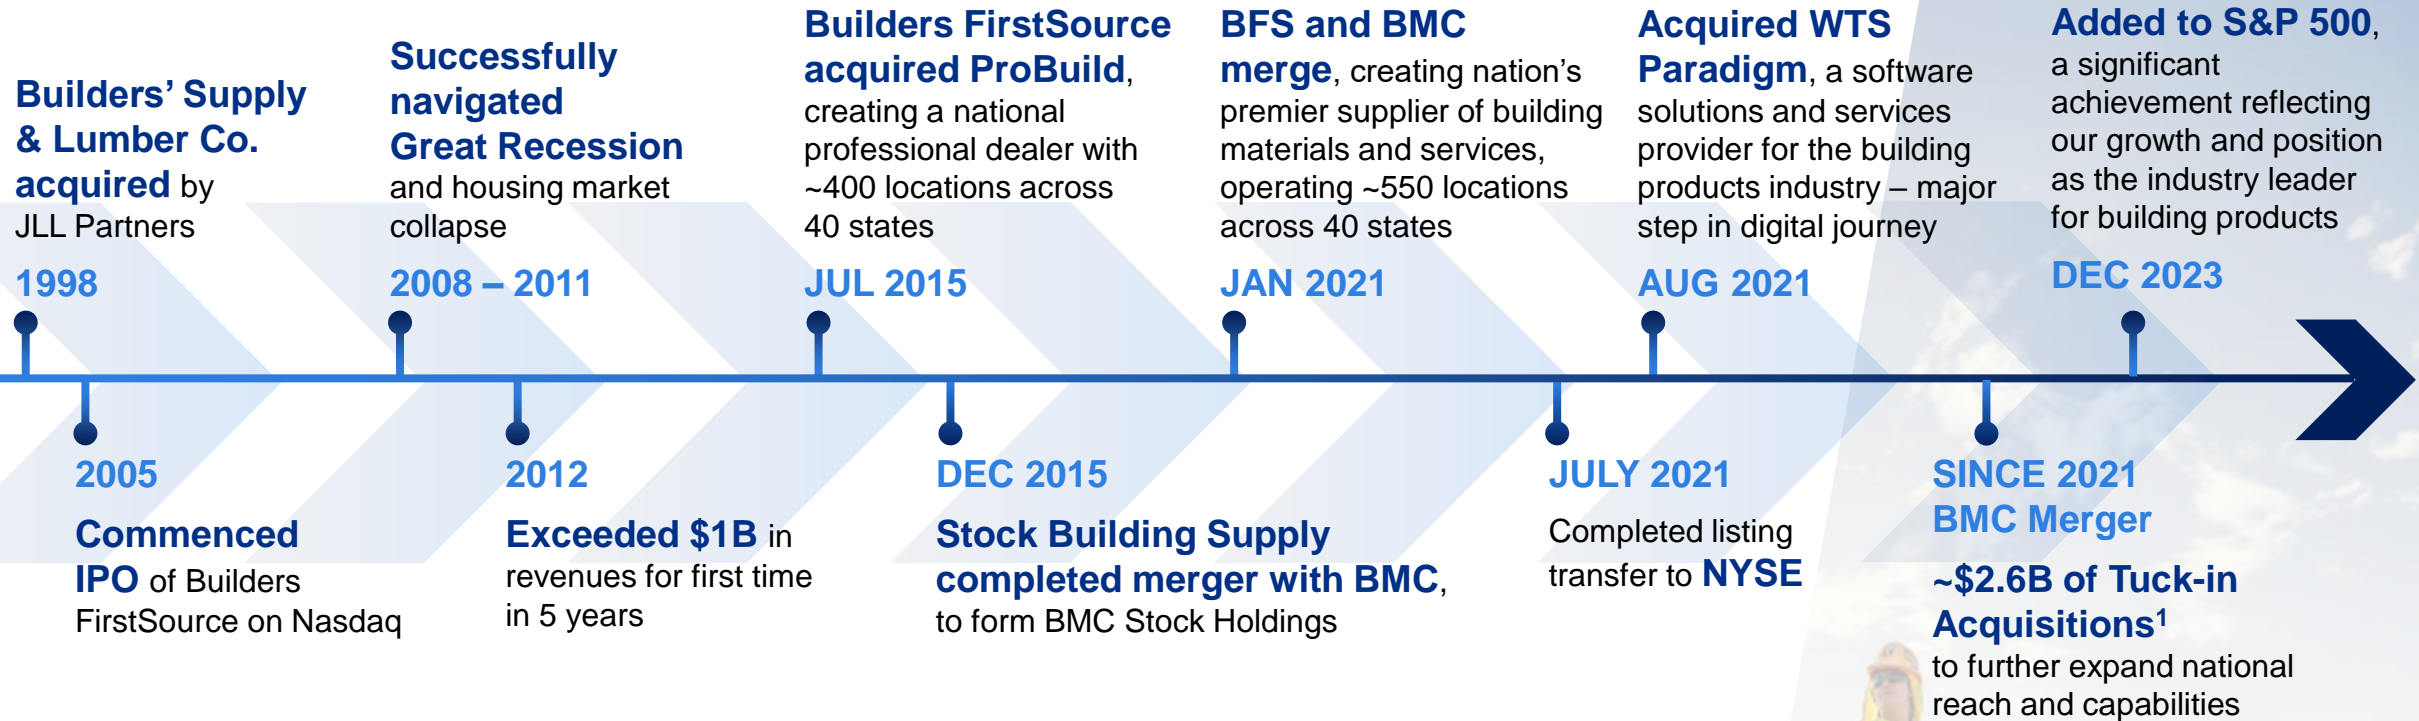 Builders’ Supply
& Lumber Co.
acquired by
JLL Partners
1998
Successfully
navigated
Great Recession
and housing market
collapse
2008 – 2011
Builders FirstSource
acquired ProBuild,
creating a national
professional dealer with
~400 locations across
40 states
JUL 2015
BFS and BMC
merge, creating nation’s
premier supplier of building
materials and services,
operating ~550 locations
across 40 states
JAN 2021
Acquired WTS
Paradigm, a software
solutions and services
provider for the building
products industry – major
step in digital journey
AUG 2021
Added to S&P 500,
a significant
achievement reflecting
our growth and position
as the industry leader
for building products
DEC 2023
2005
Commenced
IPO of Builders
FirstSource on Nasdaq
2012
Exceeded $1B in
revenues for first time
in 5 years
DEC 2015
Stock Building Supply
completed merger with BMC,
to form BMC Stock Holdings
JULY 2021
Completed listing
transfer to NYSE
SINCE 2021
BMC Merger
~$2.6B of Tuck-in
Acquisitions¹
to further expand national
reach and capabilities